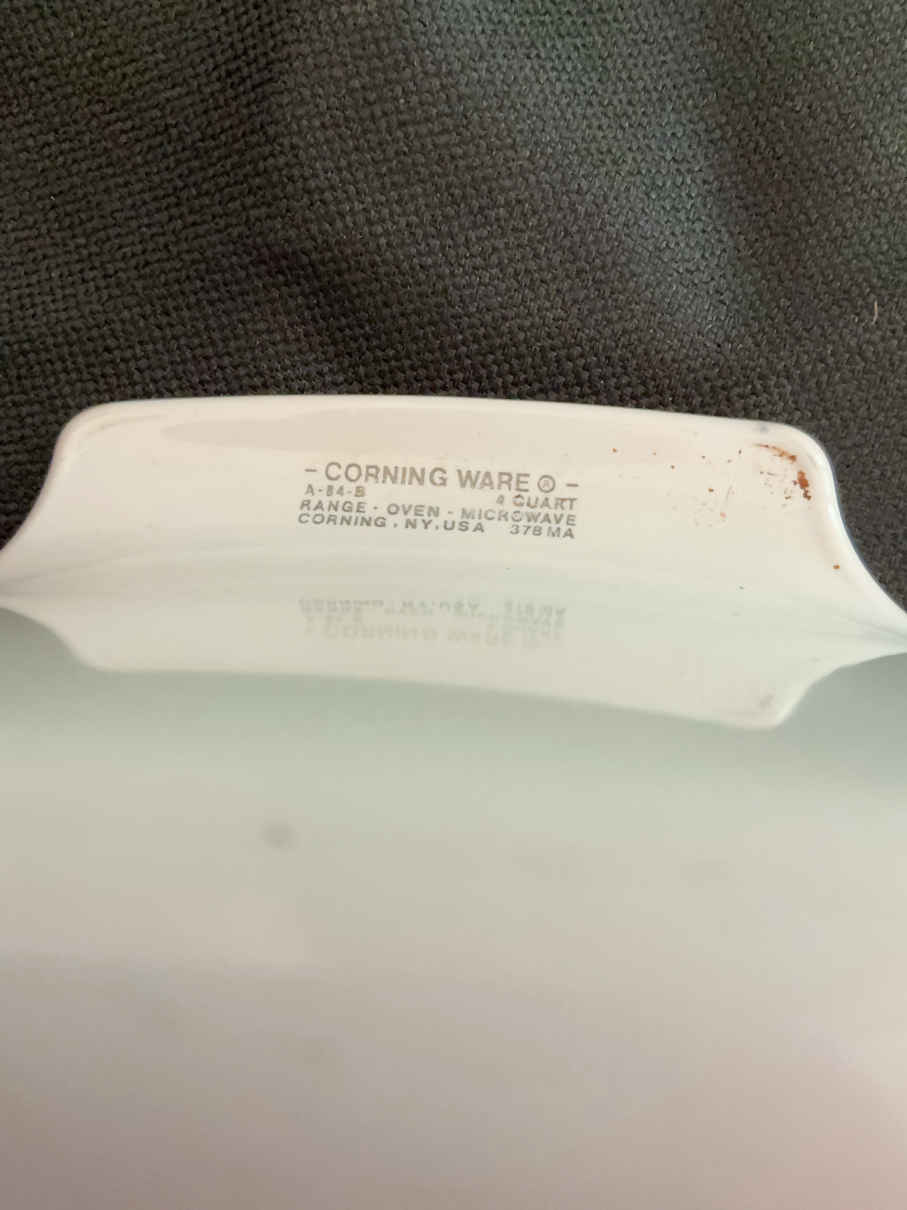 - CORNING WARE ® -
A-84-B 4 QUART
RANGE - OVEN - MICROWAVE
CORNING, NY, USA 378 MA